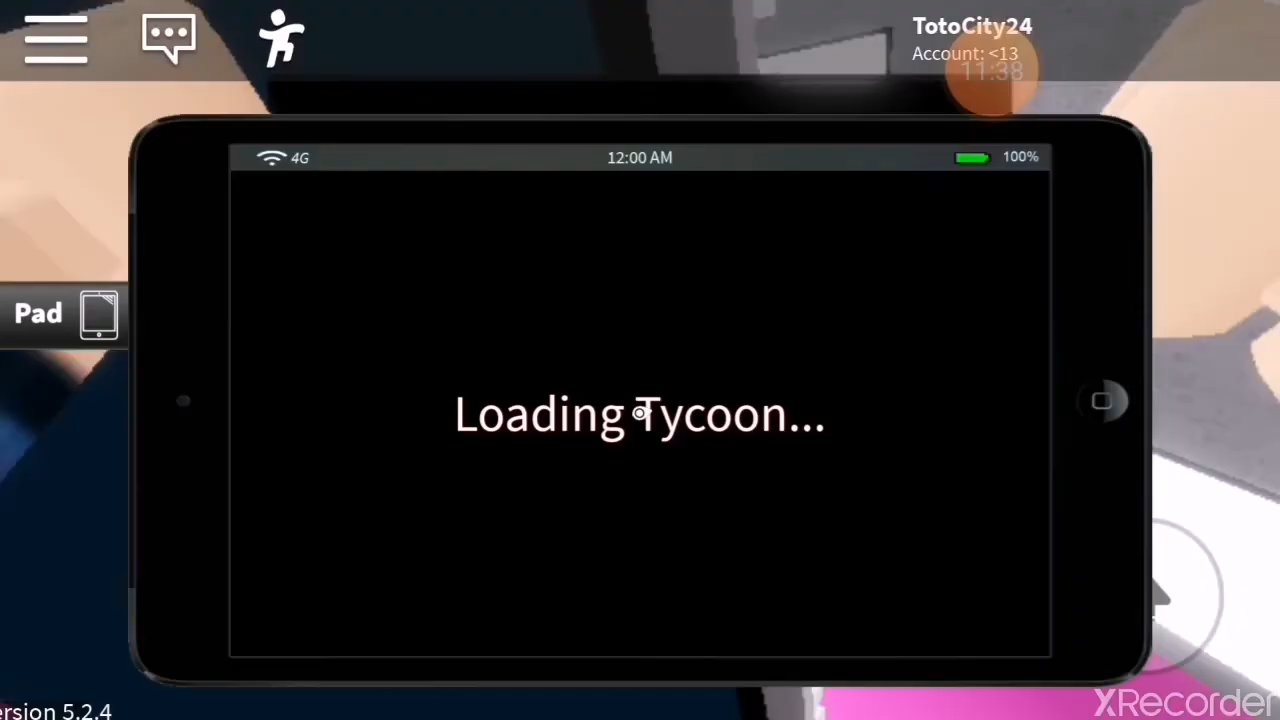 TotoCity24
Account: <13
11:38
4G
12:00 AM
100%
Pad
Loading Tycoon...
ersion 5.2.4
XRecorder